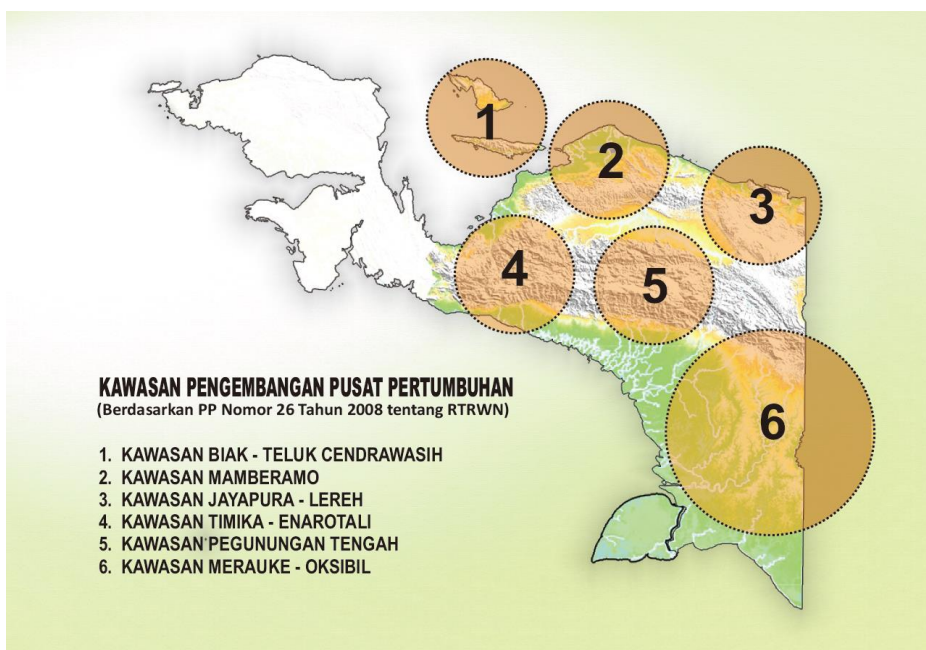 1
2
3
4
5
6
KAWASAN PENGEMBANGAN PUSAT PERTUMBUHAN
(Berdasarkan PP Nomor 26 Tahun 2008 tentang RTRWN)
1. KAWASAN BIAK - TELUK CENDRAWASIH
2. KAWASAN MAMBERAMO
3. KAWASAN JAYAPURA - LEREH
4. KAWASAN TIMIKA - ENAROTALI
5. KAWASAN PEGUNUNGAN TENGAH
6. KAWASAN MERAUKE - OKSIBIL